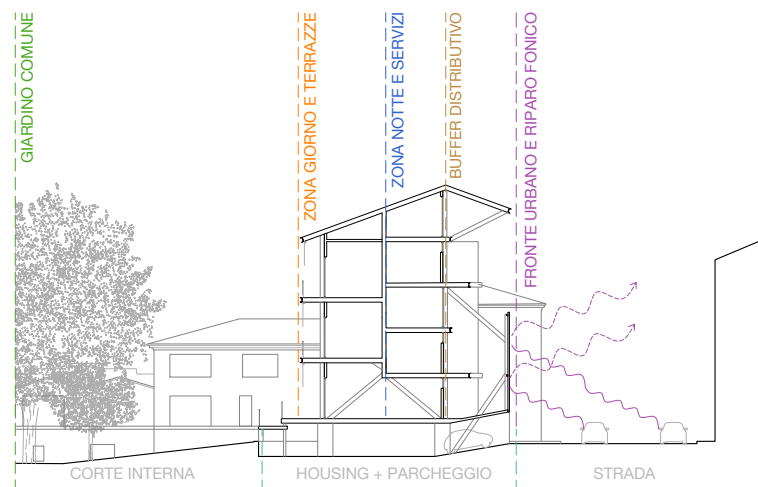 GIARDINO COMUNE
ZONA GIORNO E TERRAZZE
ZONA NOTTE E SERVIZI
BUFFER DISTRIBUTIVO
FRONTE URBANO E RIPARO FONICO
CORTE INTERNA
HOUSING + PARCHEGGIO
STRADA